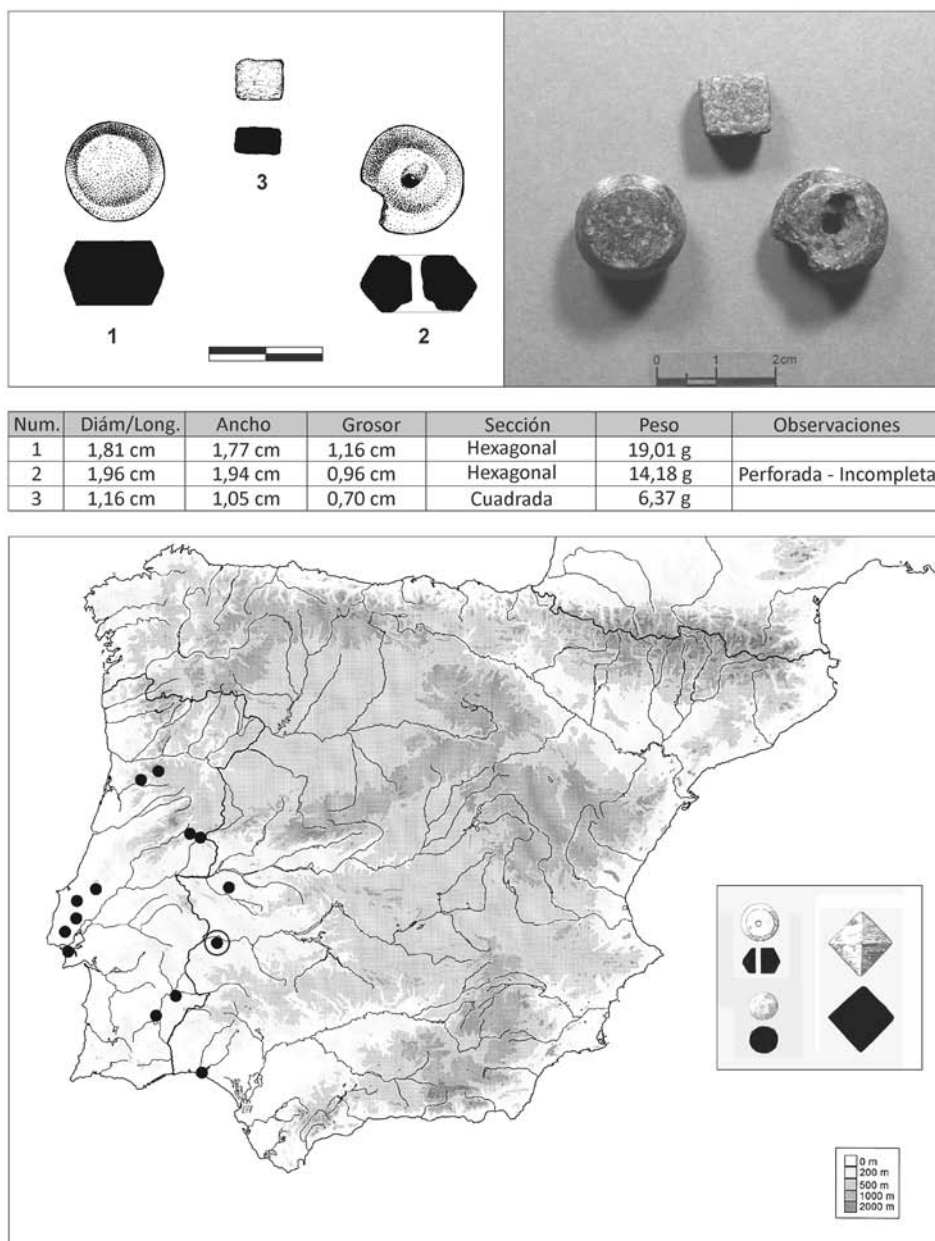 3
1
2
0 1 2cm
Num. Diám/Long. Ancho Grosor Sección Peso Observaciones
1 1,81 cm 1,77 cm 1,16 cm Hexagonal 19,01 g
2 1,96 cm 1,94 cm 0,96 cm Hexagonal 14,18 g Perforada - Incompleta
3 1,16 cm 1,05 cm 0,70 cm Cuadrada 6,37 g
0 m
200 m
500 m
1000 m
2000 m